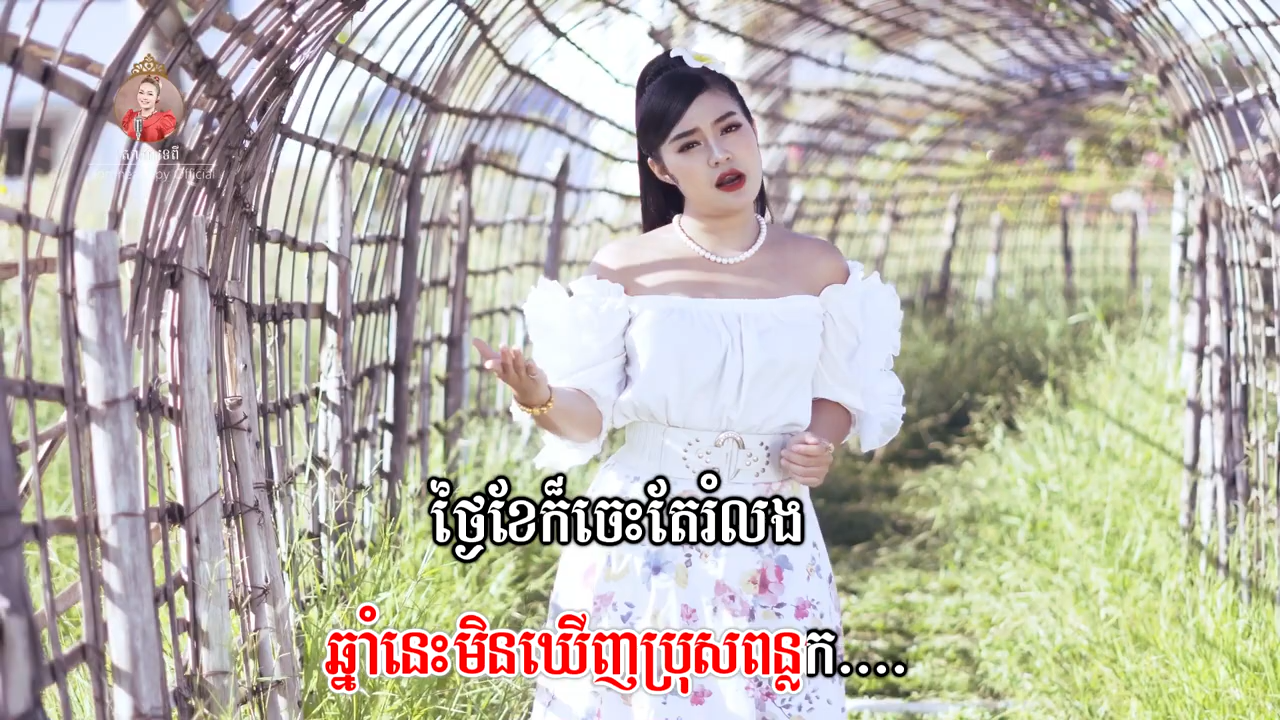 Official
ថ្ងៃខែក៏ចេះតែរំលង
ឆ្នាំនេះមិនឃើញប្រុសពន្លក....